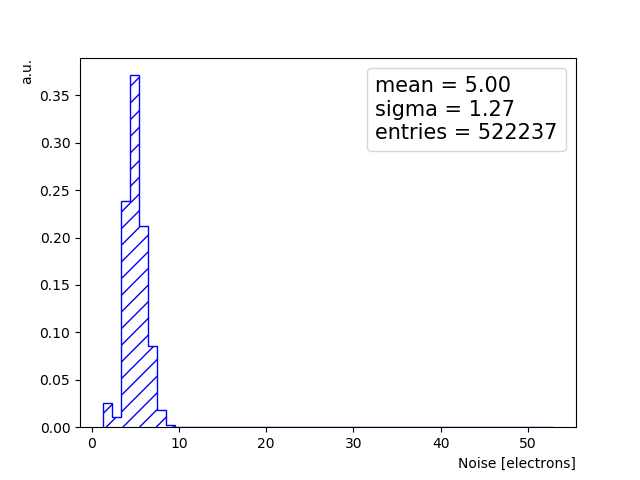 a.u.
mean = 5.00
sigma = 1.27
entries = 522237
0.35
0.30
0.25
0.20
0.15
0.10
0.05
0.00
0 10 20 30 40 50
Noise [electrons]